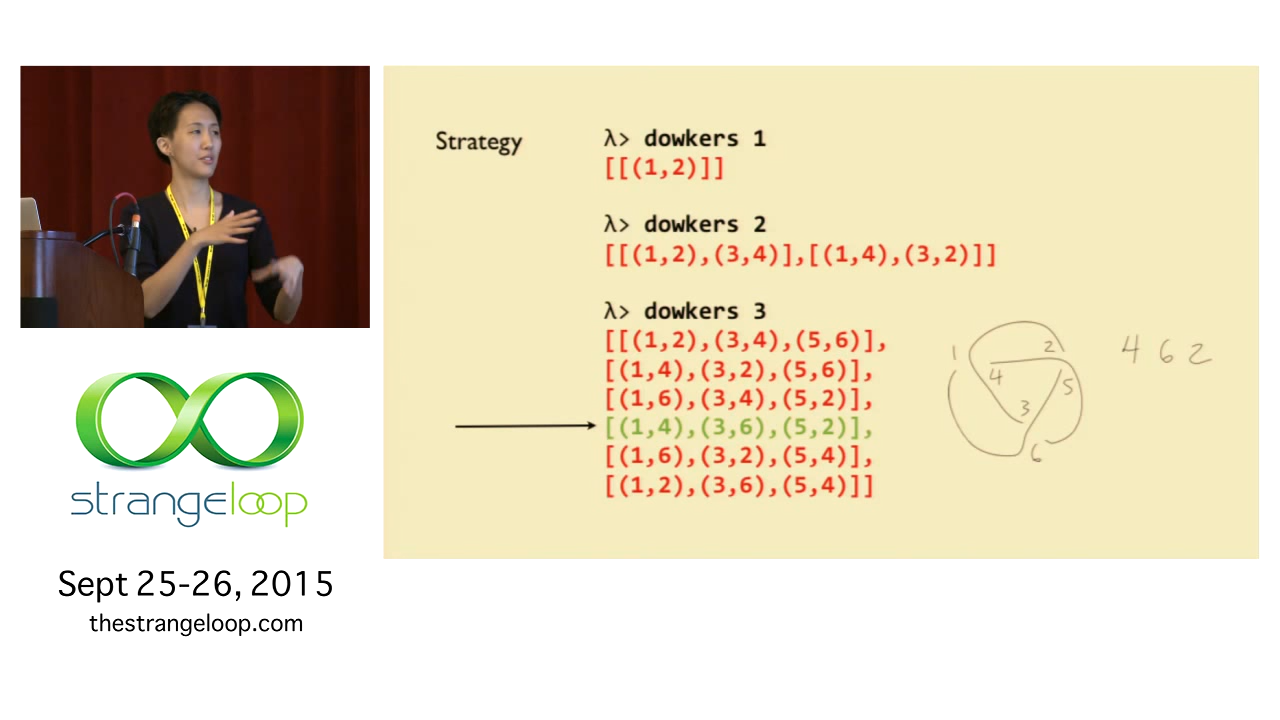 Strategy
λ> dowkers 1
[[(1,2)]]
λ> dowkers 2
[[(1,2),(3,4)],[(1,4),(3,2)]]
λ> dowkers 3
[[(1,2),(3,4),(5,6)],
[(1,4),(3,2),(5,6)],
[(1,6),(3,4),(5,2)],
[(1,4),(3,6),(5,2)],
[(1,6),(3,2),(5,4)],
[(1,2),(3,6),(5,4)]]
1
2
4
5
3
6
4 6 2
strangeloop
Sept 25-26, 2015
thestrangeloop.com